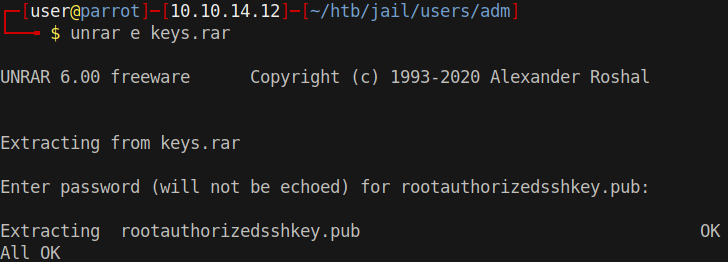 ┌─[user@parrot]─[10.10.14.12]─[~/htb/jail/users/adm]
└──╼ $ unrar e keys.rar
UNRAR 6.00 freeware      Copyright (c) 1993-2020 Alexander Roshal
Extracting from keys.rar
Enter password (will not be echoed) for rootauthorizedsshkey.pub:
Extracting  rootauthorizedsshkey.pub                                  OK
All OK